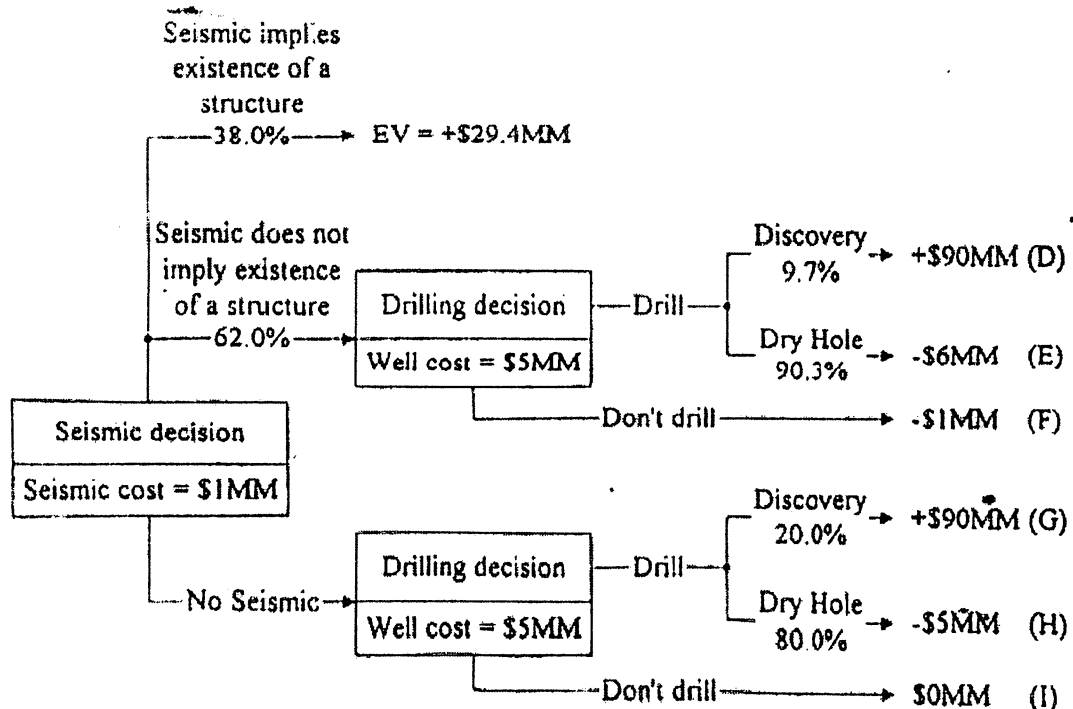 Seismic implies
existence of a
structure
38.0%
EV = +$29.4MM
Seismic does not
imply existence
of a structure
62.0%
Drilling decision
Well cost = $5MM
Drill
Discovery
9.7%
+$90MM (D)
Dry Hole
90.3%
-$6MM (E)
Don't drill
-$1MM (F)
Seismic decision
Seismic cost = $1MM
No Seismic
Drilling decision
Well cost = $5MM
Drill
Discovery
20.0%
+$90MM (G)
Dry Hole
80.0%
-$5MM (H)
Don't drill
$0MM (I)